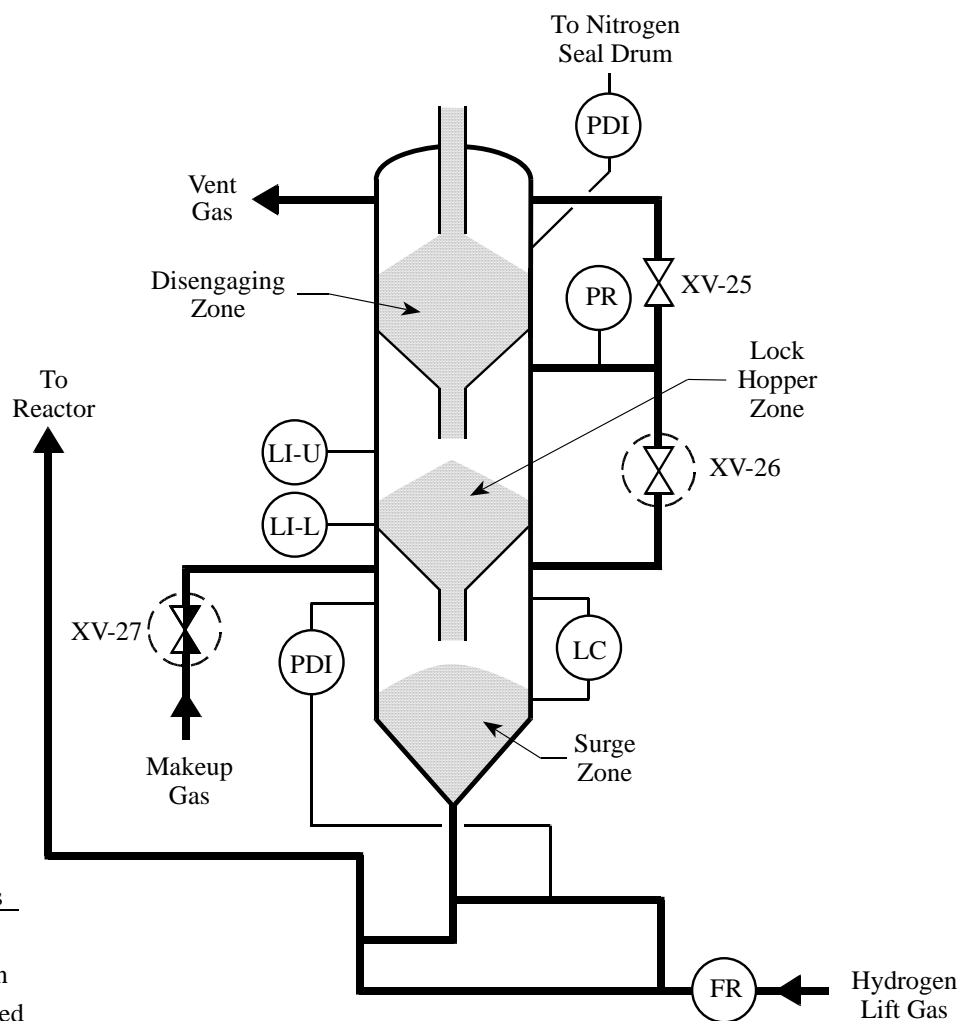 To Nitrogen
Seal Drum
PDI
Vent
Gas
XV-25
Disengaging
Zone
PR
Lock
Hopper
Zone
To
Reactor
LI-U
XV-26
LI-L
XV-27
PDI
LC
Makeup
Gas
Surge
Zone
FR
Hydrogen
Lift Gas